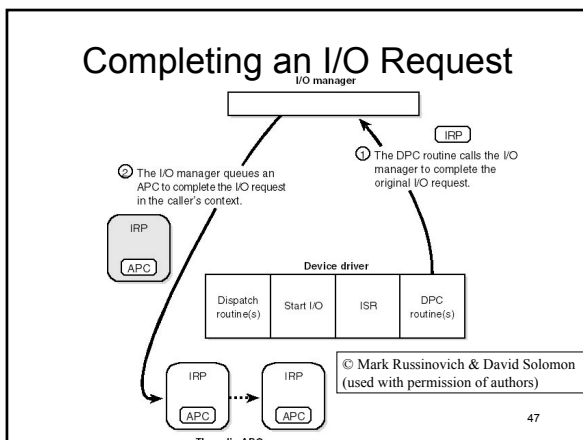 Completing an I/O Request
I/O manager
IRP
① The DPC routine calls the I/O
manager to complete the
original I/O request.
② The I/O manager queues an
APC to complete the I/O request
in the caller's context.
IRP
APC
Device driver
Dispatch
routine(s)
Start I/O
ISR
DPC
routine(s)
IRP
APC
IRP
APC
© Mark Russinovich & David Solomon
(used with permission of authors)
47